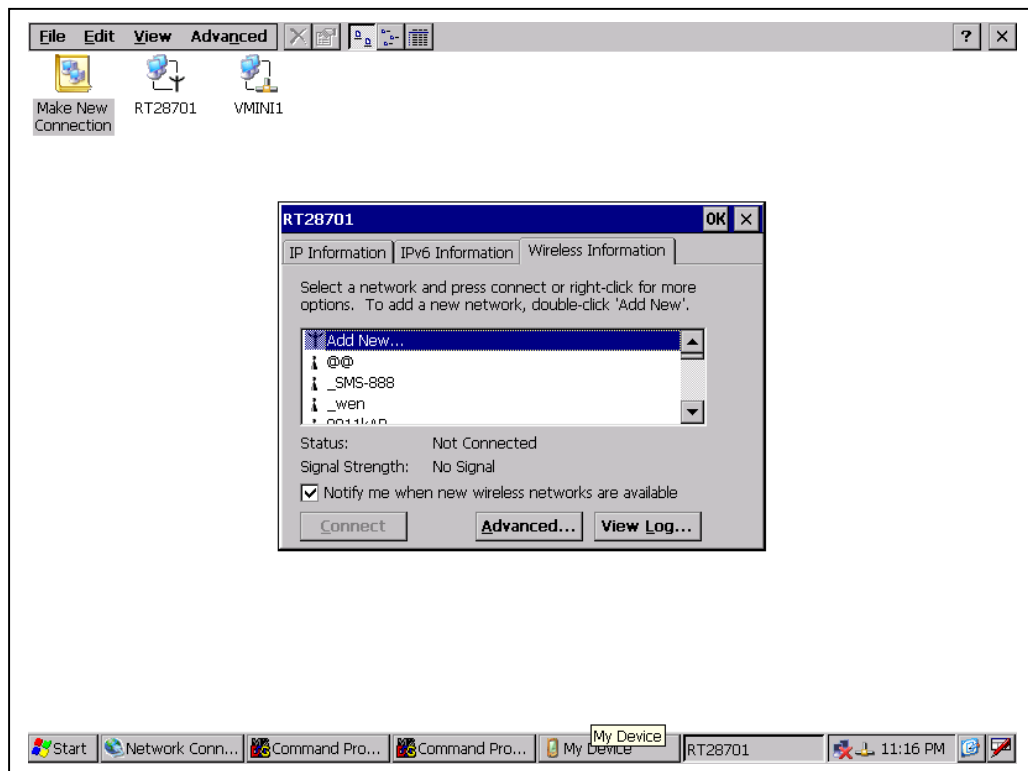 File Edit View Advanced ? ×
Make New Connection
RT28701
VMINI1
RT28701 OK ×
IP Information IPv6 Information Wireless Information
Select a network and press connect or right-click for more
options. To add a new network, double-click 'Add New'.
Add New...
@@
_SMS-888
_wen
Status: Not Connected
Signal Strength: No Signal
Notify me when new wireless networks are available
Connect Advanced... View Log...
My Device
Start Network Conn... Command Pro... Command Pro... My Device RT28701 11:16 PM